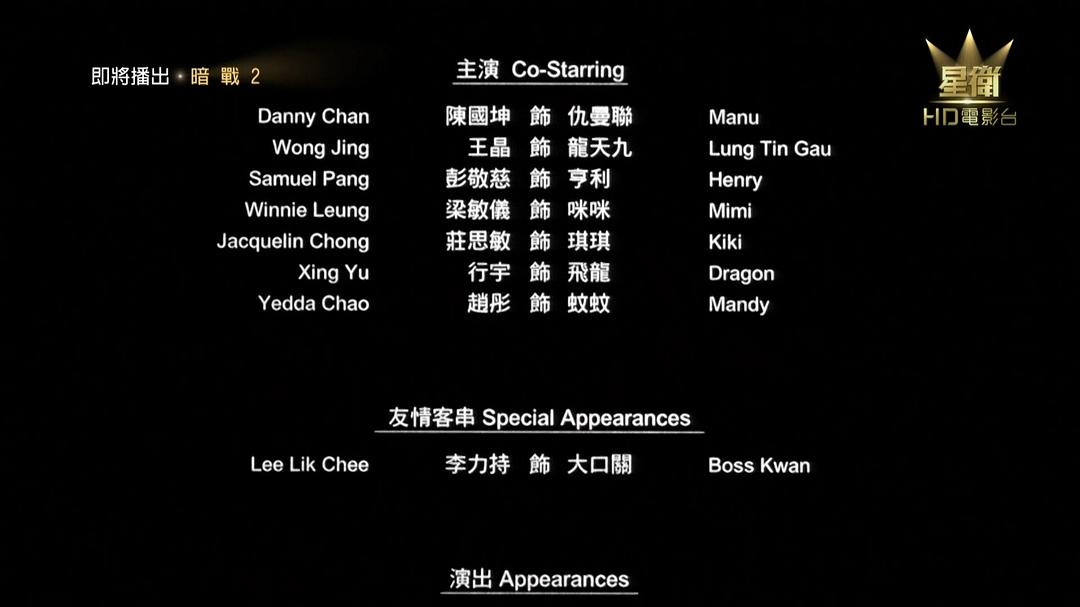 即將播出・暗 戰 2
星衛
HD電影台
主演 Co-Starring
Danny Chan 陳國坤 飾 仇曼聯 Manu
Wong Jing 王晶 飾 龍天九 Lung Tin Gau
Samuel Pang 彭敬慈 飾 亨利 Henry
Winnie Leung 梁敏儀 飾 咪咪 Mimi
Jacquelin Chong 莊思敏 飾 琪琪 Kiki
Xing Yu 行宇 飾 飛龍 Dragon
Yedda Chao 趙彤 飾 蚊蚊 Mandy
友情客串 Special Appearances
Lee Lik Chee 李力持 飾 大口關 Boss Kwan
演出 Appearances